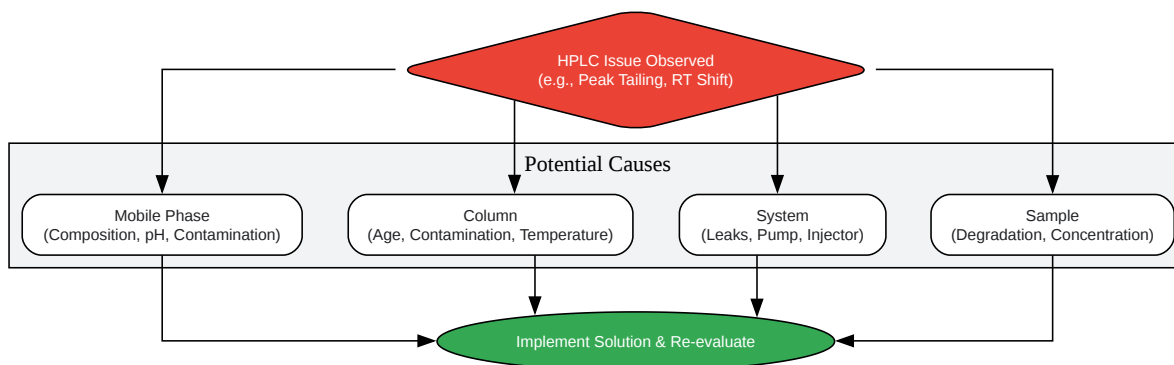 HPLC Issue Observed
(e.g., Peak Tailing, RT Shift)
Potential Causes
Mobile Phase
(Composition, pH, Contamination)
Column
(Age, Contamination, Temperature)
System
(Leaks, Pump, Injector)
Sample
(Degradation, Concentration)
Implement Solution & Re-evaluate